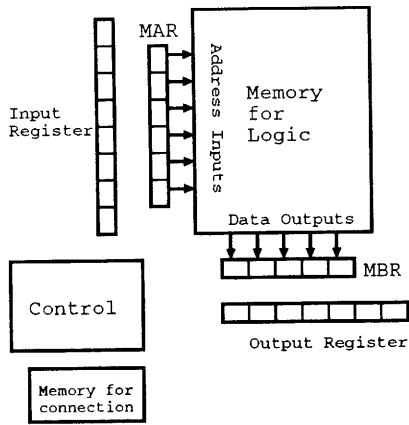 MAR
Input
Register
Address Inputs
Memory
for
Logic
Data Outputs
MBR
Control
Output Register
Memory for
connection